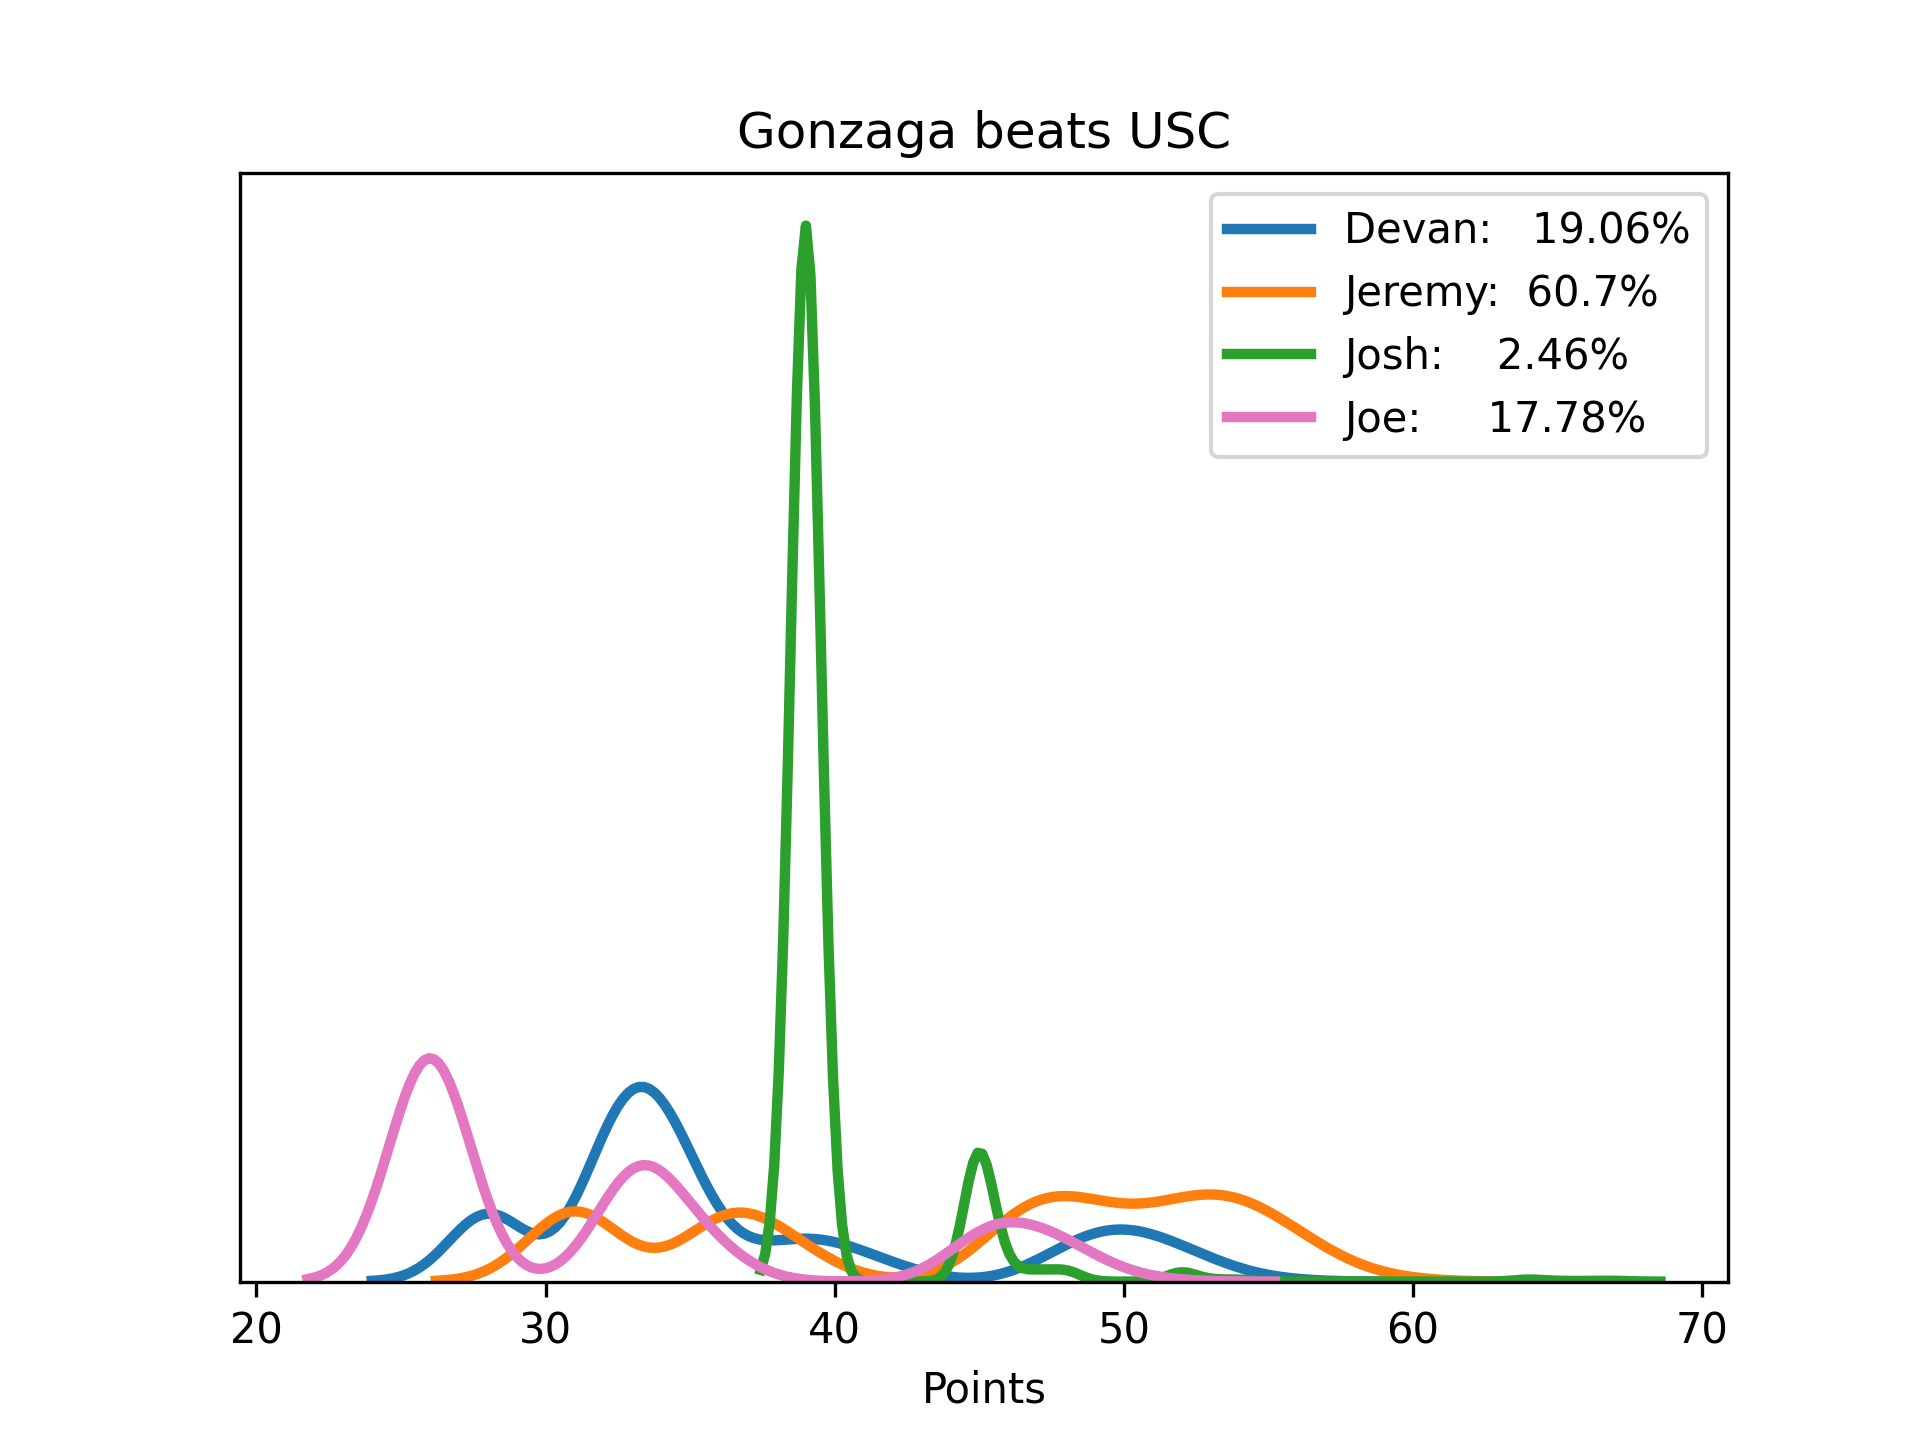 Gonzaga beats USC
Devan: 19.06%
Jeremy: 60.7%
Josh: 2.46%
Joe: 17.78%
20 30 40 50 60 70
Points